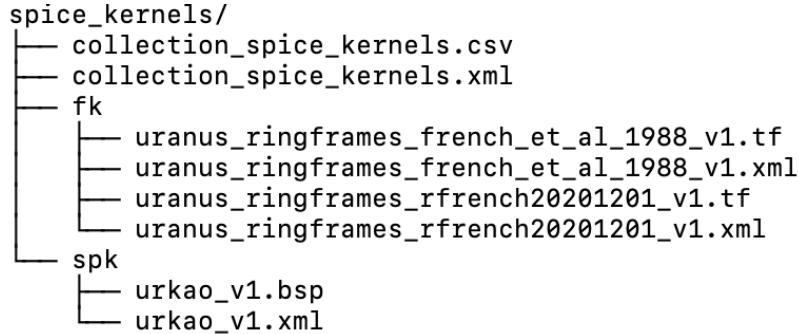 spice_kernels/
├── collection_spice_kernels.csv
├── collection_spice_kernels.xml
├── fk
│   ├── uranus_ringframes_french_et_al_1988_v1.tf
│   ├── uranus_ringframes_french_et_al_1988_v1.xml
│   ├── uranus_ringframes_rfrench20201201_v1.tf
│   └── uranus_ringframes_rfrench20201201_v1.xml
└── spk
    ├── urkao_v1.bsp
    └── urkao_v1.xml